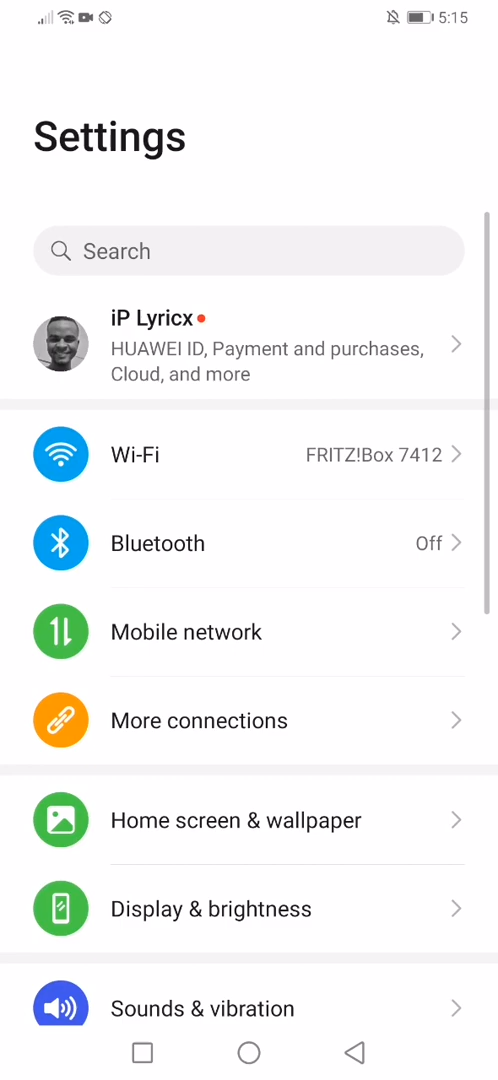 5:15
Settings
Search
iP Lyricx
HUAWEI ID, Payment and purchases,
Cloud, and more
Wi-Fi FRITZ!Box 7412
Bluetooth Off
Mobile network
More connections
Home screen & wallpaper
Display & brightness
Sounds & vibration